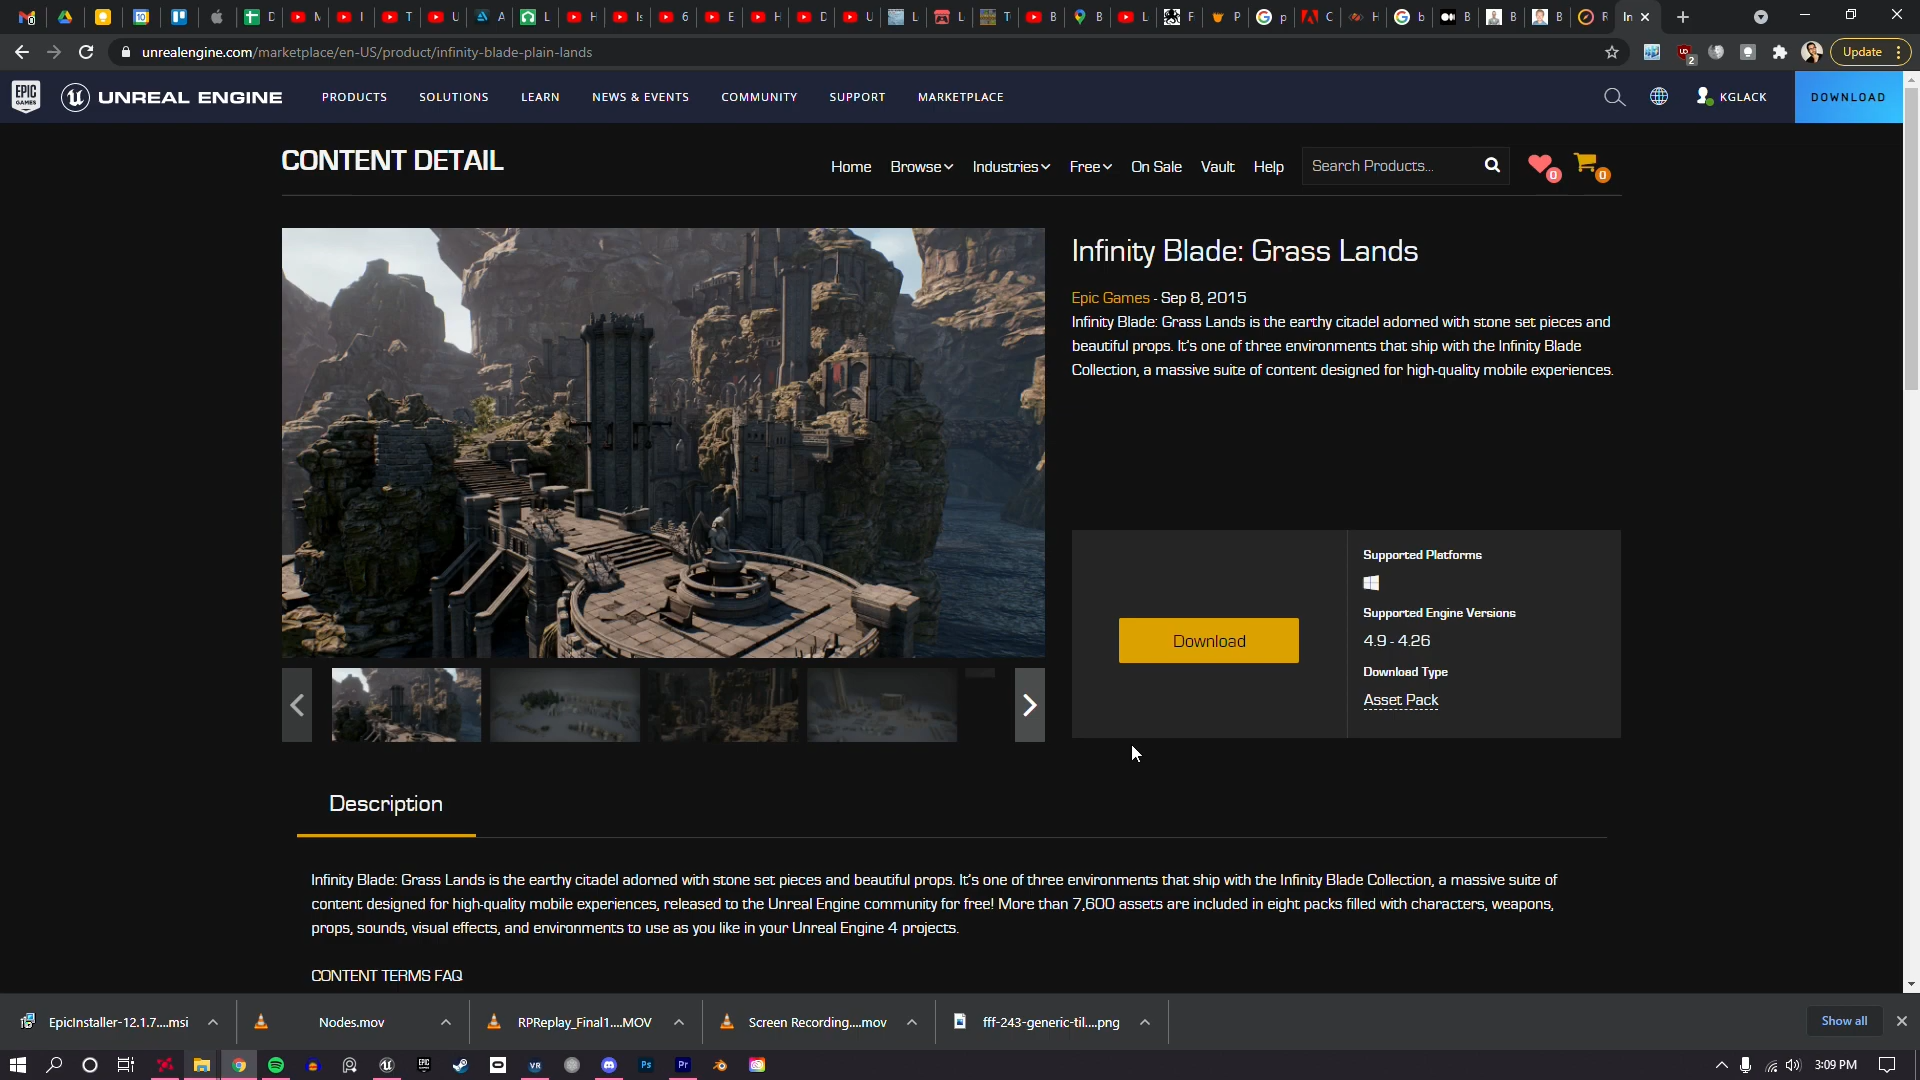 unrealengine.com/marketplace/en-US/product/infinity-blade-plain-lands
Update
EPIC GAMES
UNREAL ENGINE
PRODUCTS
SOLUTIONS
LEARN
NEWS & EVENTS
COMMUNITY
SUPPORT
MARKETPLACE
KGLACK
DOWNLOAD
CONTENT DETAIL
Home
Browse
Industries
Free
On Sale
Vault
Help
Search Products...
0
0
Infinity Blade: Grass Lands
Epic Games - Sep 8, 2015
Infinity Blade: Grass Lands is the earthy citadel adorned with stone set pieces and
beautiful props. It's one of three environments that ship with the Infinity Blade
Collection, a massive suite of content designed for high-quality mobile experiences.
Download
Supported Platforms
Supported Engine Versions
4.9 - 4.26
Download Type
Asset Pack
Description
Infinity Blade: Grass Lands is the earthy citadel adorned with stone set pieces and beautiful props. It's one of three environments that ship with the Infinity Blade Collection, a massive suite of
content designed for high-quality mobile experiences, released to the Unreal Engine community for free! More than 7,600 assets are included in eight packs filled with characters, weapons,
props, sounds, visual effects, and environments to use as you like in your Unreal Engine 4 projects.
CONTENT TERMS FAQ
EpicInstaller-12.1.7....msi
Nodes.mov
RPReplay_Final1....MOV
Screen Recording....mov
fff-243-generic-til....png
Show all
3:09 PM